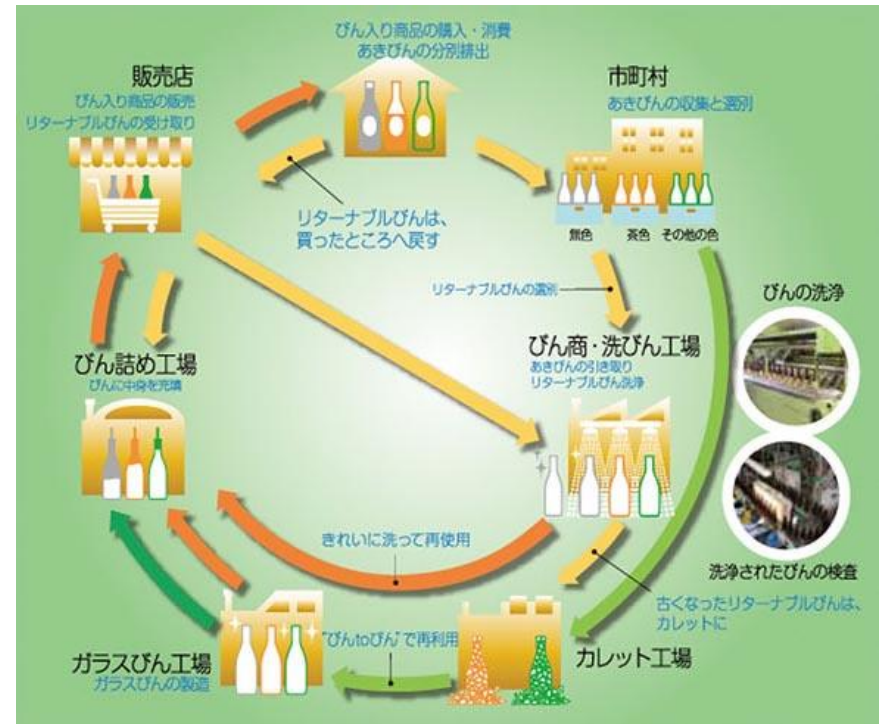 びん入り商品の購入・消費
あきびんの分別排出
販売店
びん入り商品の販売
リターナブルびんの受け取り
市町村
あきびんの収集と選別
リターナブルびんは、
買ったところへ戻す
無色
茶色
その他の色
リターナブルびんの選別
びんの洗浄
びん商・洗びん工場
あきびんの引き取り
リターナブルびん洗浄
びん詰め工場
びんに中身を充填
きれいに洗って再使用
洗浄されたびんの検査
古くなったリターナブルびんは、
カレットに
"びんtoびん"で再利用
ガラスびん工場
ガラスびんの製造
カレット工場